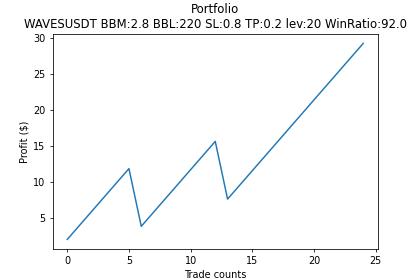 Portfolio
WAVESUSDT BBM:2.8 BBL:220 SL:0.8 TP:0.2 lev:20 WinRatio:92.0
Profit ($)
30
25
20
15
10
5
0 5 10 15 20 25
Trade counts